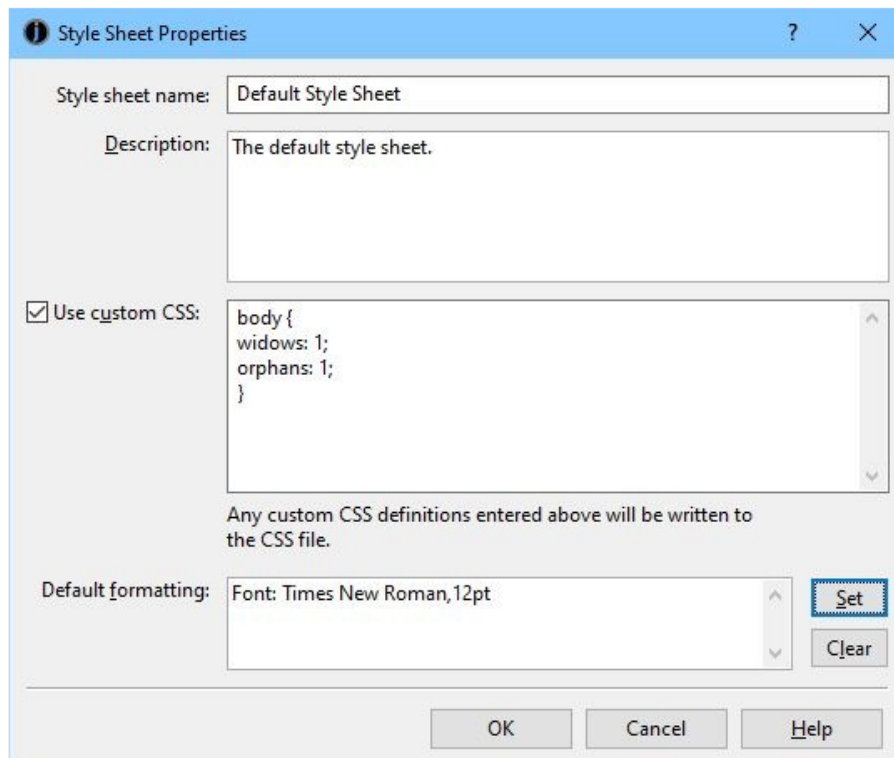 Style Sheet Properties
Style sheet name: Default Style Sheet
Description: The default style sheet.
Use custom CSS: body {
widows: 1;
orphans: 1;
}
Any custom CSS definitions entered above will be written to
the CSS file.
Default formatting: Font: Times New Roman,12pt
Set
Clear
OK Cancel Help